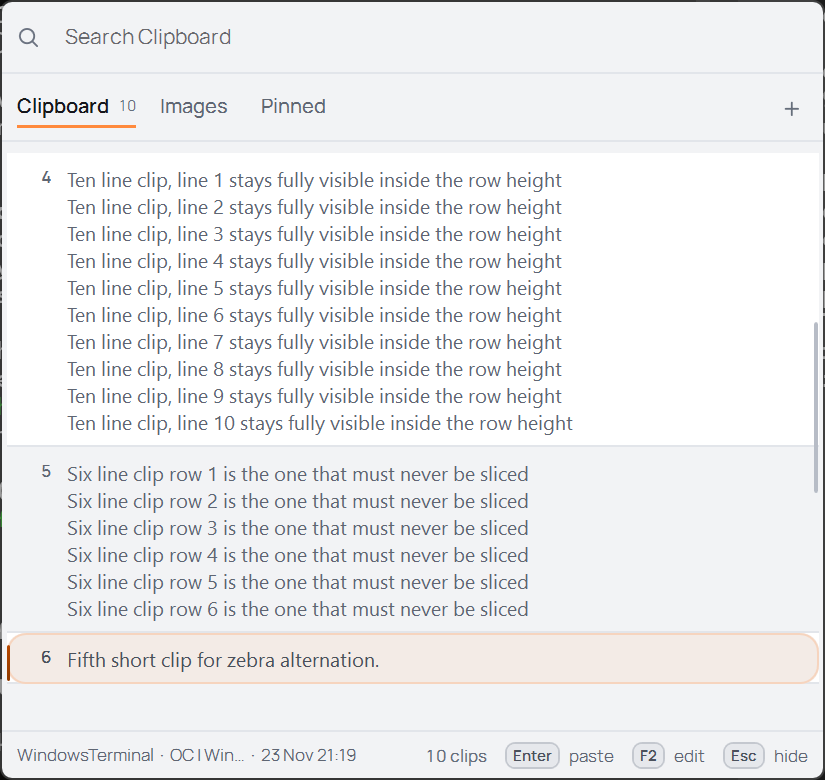 Search Clipboard
Clipboard 10 Images Pinned +
4 Ten line clip, line 1 stays fully visible inside the row height
Ten line clip, line 2 stays fully visible inside the row height
Ten line clip, line 3 stays fully visible inside the row height
Ten line clip, line 4 stays fully visible inside the row height
Ten line clip, line 5 stays fully visible inside the row height
Ten line clip, line 6 stays fully visible inside the row height
Ten line clip, line 7 stays fully visible inside the row height
Ten line clip, line 8 stays fully visible inside the row height
Ten line clip, line 9 stays fully visible inside the row height
Ten line clip, line 10 stays fully visible inside the row height
5 Six line clip row 1 is the one that must never be sliced
Six line clip row 2 is the one that must never be sliced
Six line clip row 3 is the one that must never be sliced
Six line clip row 4 is the one that must never be sliced
Six line clip row 5 is the one that must never be sliced
Six line clip row 6 is the one that must never be sliced
6 Fifth short clip for zebra alternation.
WindowsTerminal · OC | Win... · 23 Nov 21:19 10 clips Enter paste F2 edit Esc hide